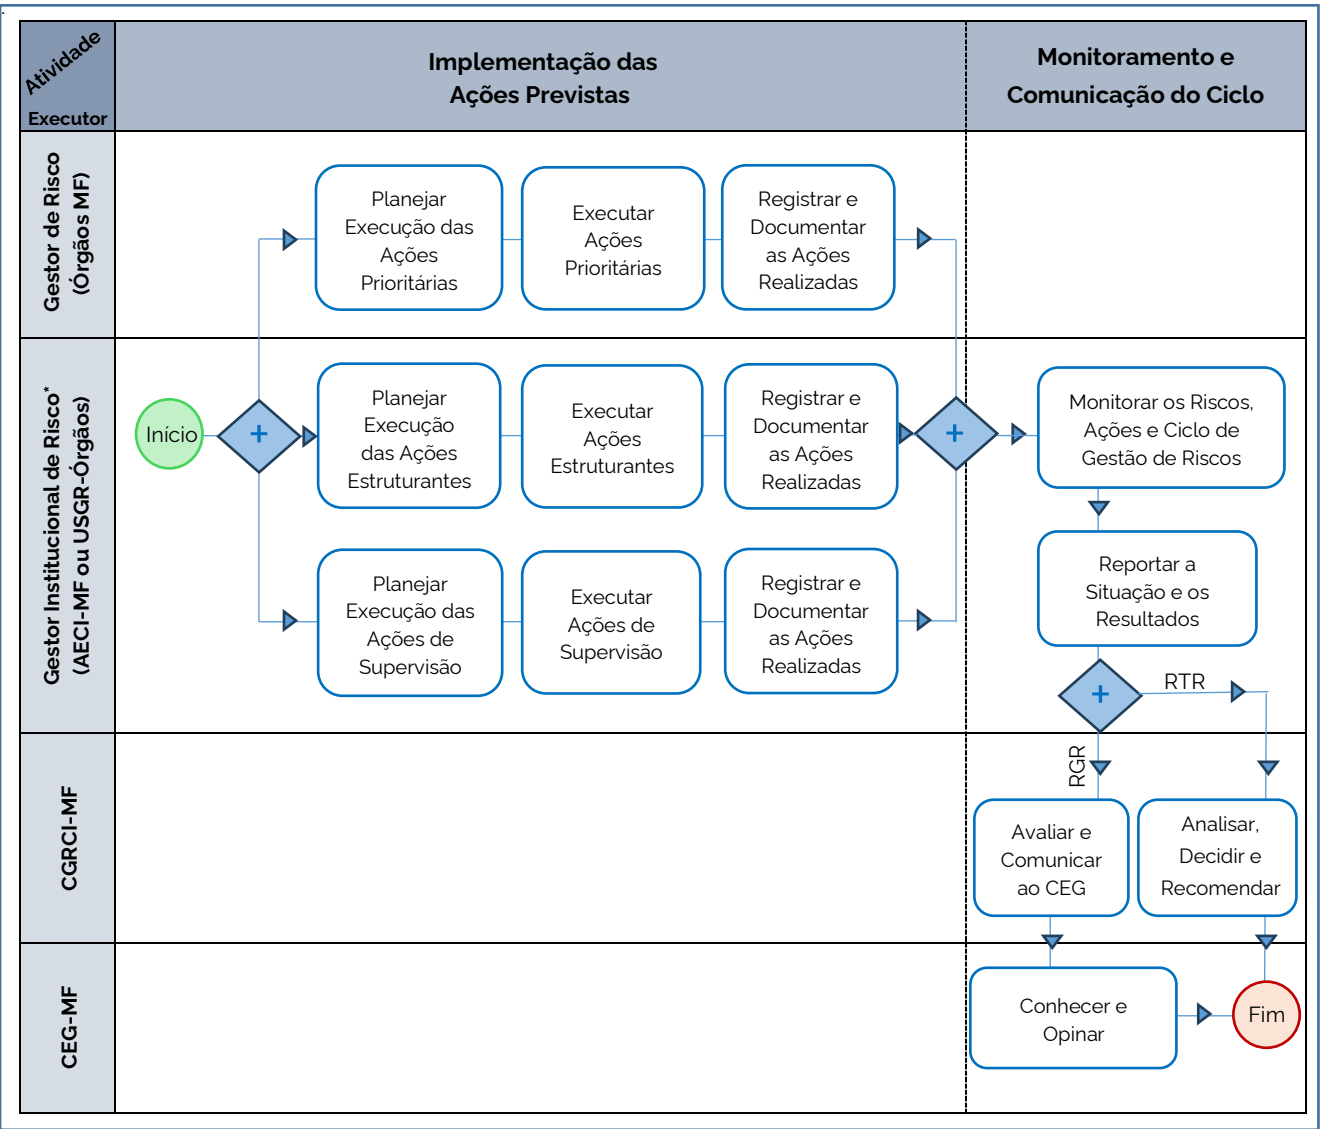 Atividade
Executor
Implementação das
Ações Previstas
Monitoramento e
Comunicação do Ciclo
Gestor de Risco
(Órgãos MF)
Planejar
Execução das
Ações
Prioritárias
Executar
Ações
Prioritárias
Registrar e
Documentar
as Ações
Realizadas
Gestor Institucional de Risco*
(AECI-MF ou USGR-Órgãos)
Início
+
Planejar
Execução
das Ações
Estruturantes
Executar
Ações
Estruturantes
Registrar e
Documentar
as Ações
Realizadas
+
Monitorar os Riscos,
Ações e Ciclo de
Gestão de Riscos
Planejar
Execução das
Ações de
Supervisão
Executar
Ações de
Supervisão
Registrar e
Documentar
as Ações
Realizadas
Reportar a
Situação e os
Resultados
+
RTR
RGR
CGRCI-MF
Avaliar e
Comunicar
ao CEG
Analisar,
Decidir e
Recomendar
CEG-MF
Conhecer e
Opinar
Fim